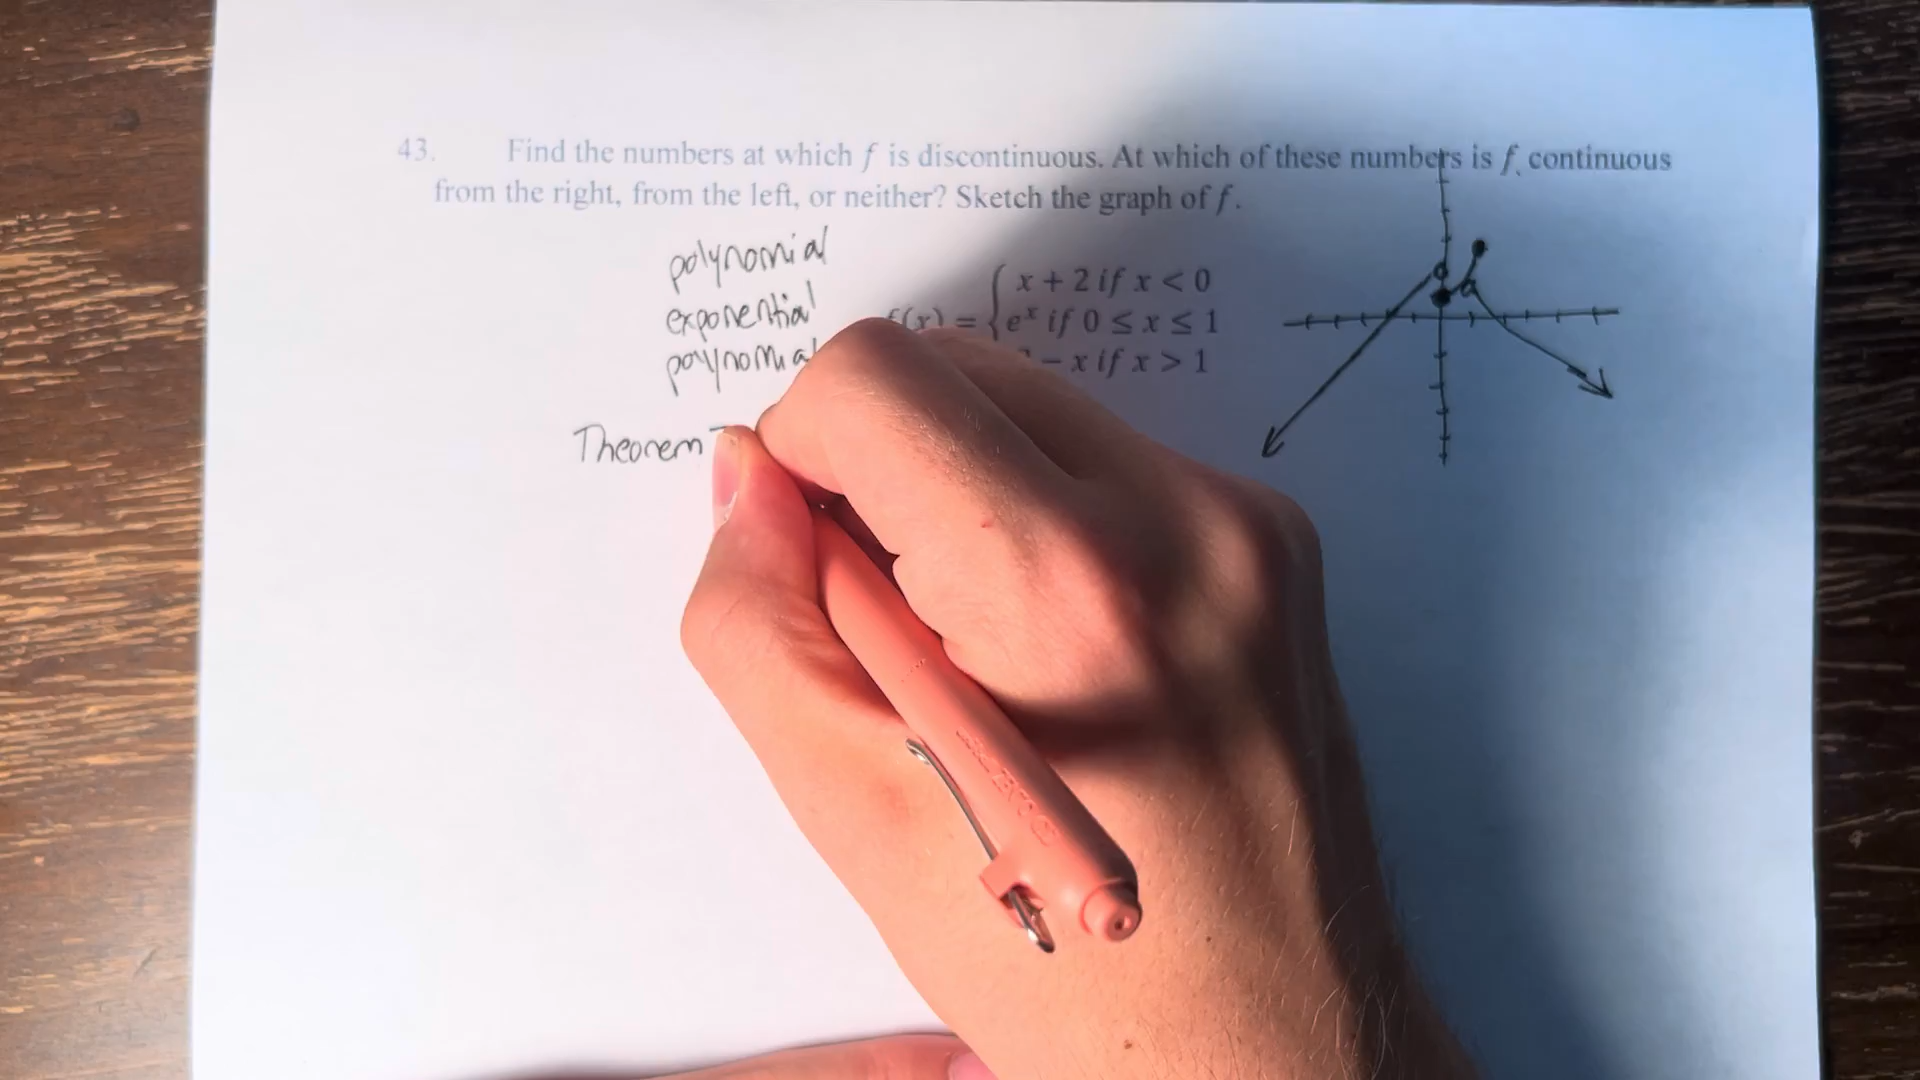 43. Find the numbers at which f is discontinuous. At which of these numbers is f continuous
from the right, from the left, or neither? Sketch the graph of f.
polynomial
exponential
polynomial
x + 2 if x < 0
f(x) = { eˣ if 0 ≤ x ≤ 1
− x if x > 1
Theorem